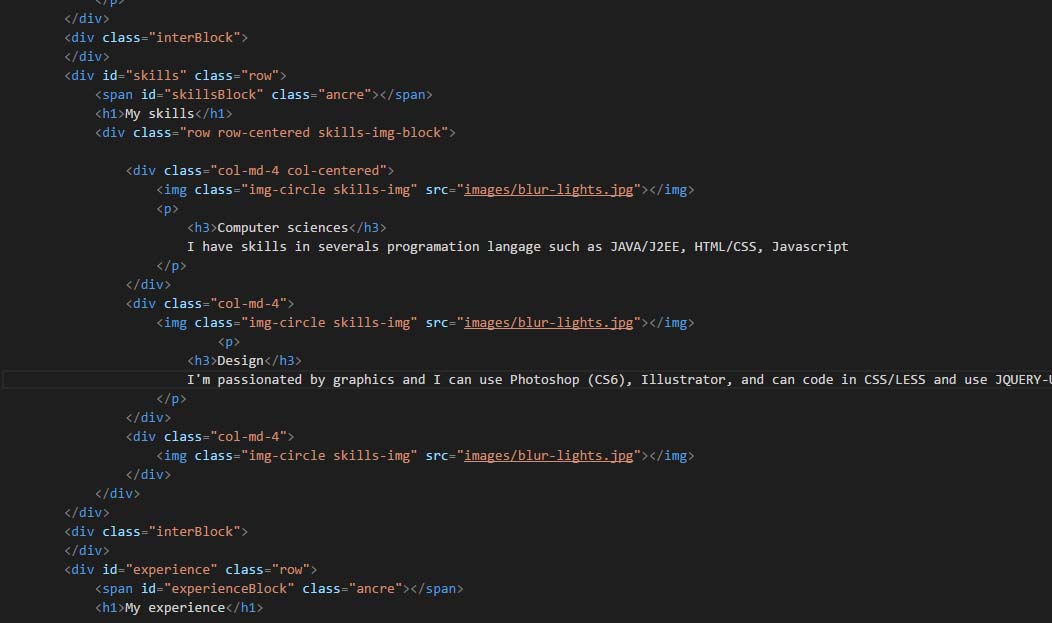 </p>
</div>
<div class="interBlock">
</div>
<div id="skills" class="row">
<span id="skillsBlock" class="ancre"></span>
<h1>My skills</h1>
<div class="row row-centered skills-img-block">
<div class="col-md-4 col-centered">
<img class="img-circle skills-img" src="images/blur-lights.jpg"></img>
<p>
<h3>Computer sciences</h3>
I have skills in severals programation langage such as JAVA/J2EE, HTML/CSS, Javascript
</p>
</div>
<div class="col-md-4">
<img class="img-circle skills-img" src="images/blur-lights.jpg"></img>
<p>
<h3>Design</h3>
I'm passionated by graphics and I can use Photoshop (CS6), Illustrator, and can code in CSS/LESS and use JQUERY-U
</p>
</div>
<div class="col-md-4">
<img class="img-circle skills-img" src="images/blur-lights.jpg"></img>
</div>
</div>
</div>
<div class="interBlock">
</div>
<div id="experience" class="row">
<span id="experienceBlock" class="ancre"></span>
<h1>My experience</h1>